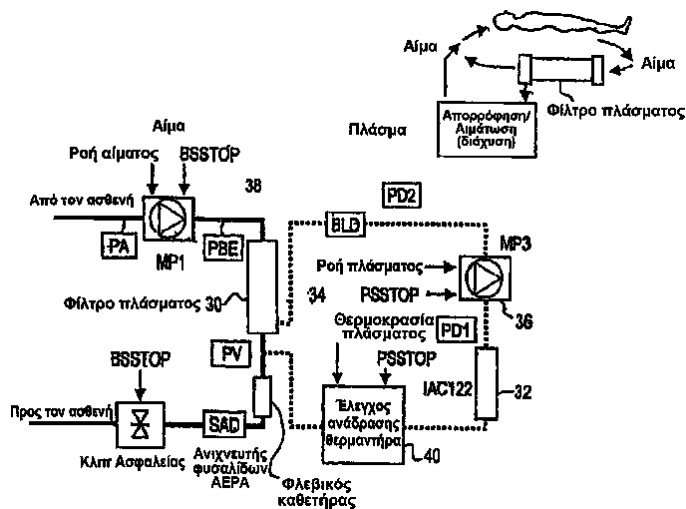 Αίμα
Αίμα
Φίλτρο πλάσματος
Πλάσμα
Απορρόφηση/
Αιμάτωση
(διάχυση)
Αίμα
Ροή αίματος
BSSTOP
38
Από τον ασθενή
PA
MP1
PBE
PD2
BLD
MP3
Ροή πλάσματος
PSSTOP
36
Φίλτρο πλάσματος 30
34
Θερμοκρασία
πλάσματος
PD1
PV
PSSTOP
BSSTOP
IAC122
32
Έλεγχος
ανάδρασης
θερμαντήρα
40
Προς τον ασθενή
SAD
Κλιπ Ασφαλείας
Ανιχνευτής
φυσαλίδων
ΑΕΡΑ
Φλεβικός
καθετήρας